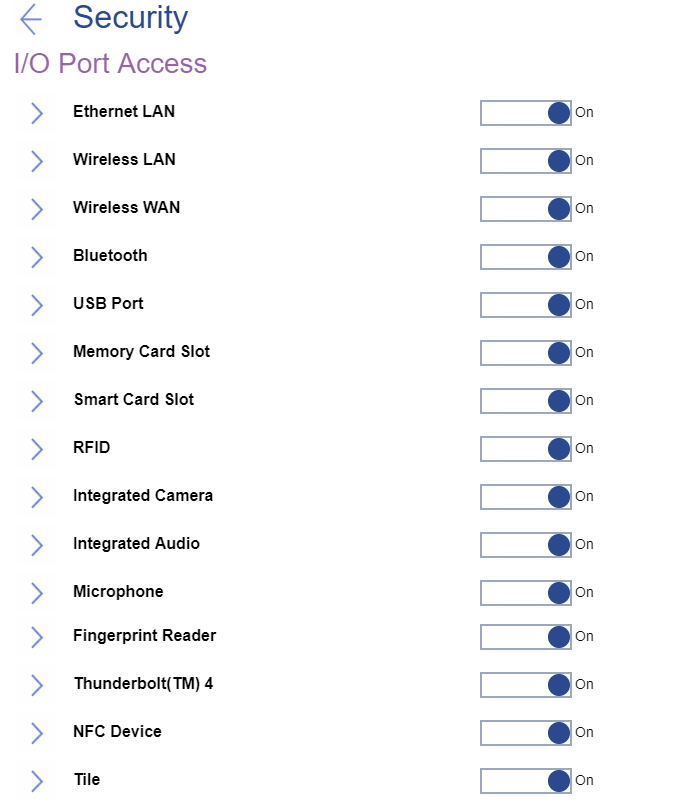 Security
I/O Port Access
Ethernet LAN On
Wireless LAN On
Wireless WAN On
Bluetooth On
USB Port On
Memory Card Slot On
Smart Card Slot On
RFID On
Integrated Camera On
Integrated Audio On
Microphone On
Fingerprint Reader On
Thunderbolt(TM) 4 On
NFC Device On
Tile On